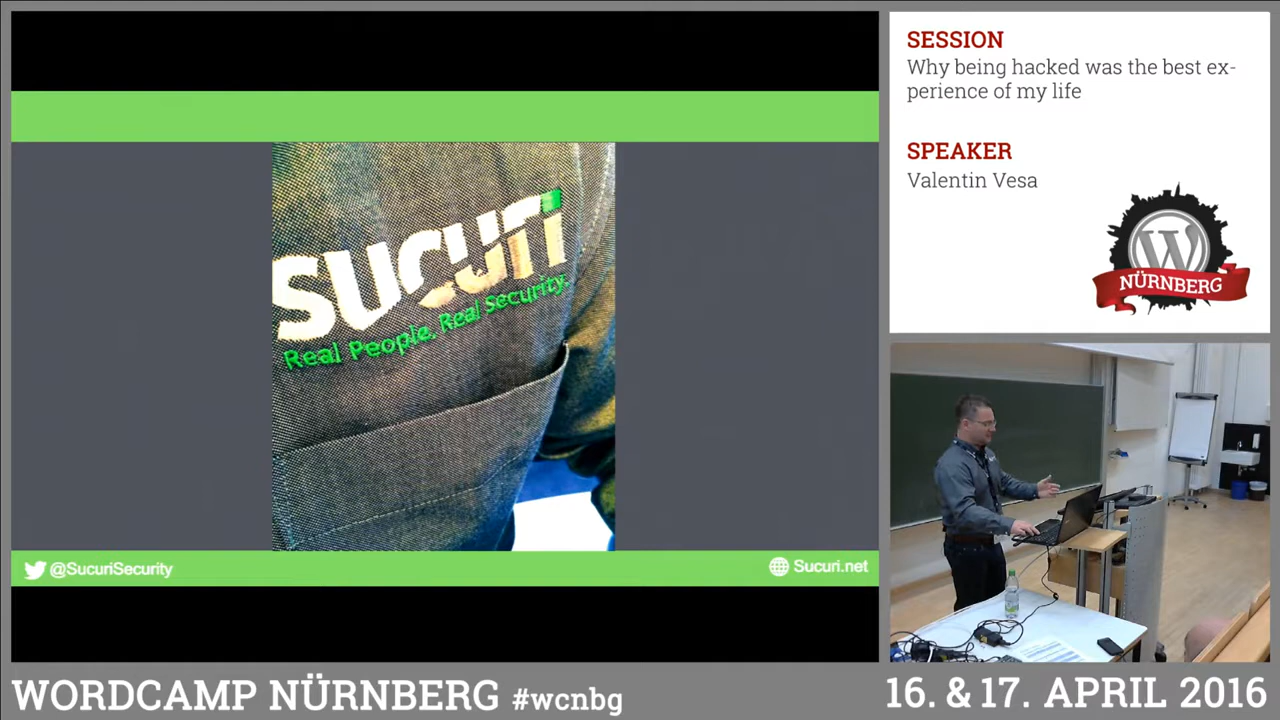 sucuri
Real People. Real Security.
@SucuriSecurity
Sucuri.net
SESSION
Why being hacked was the best ex-
perience of my life
SPEAKER
Valentin Vesa
W
NÜRNBERG
WORDCAMP NÜRNBERG #wcnbg
16. & 17. APRIL 2016